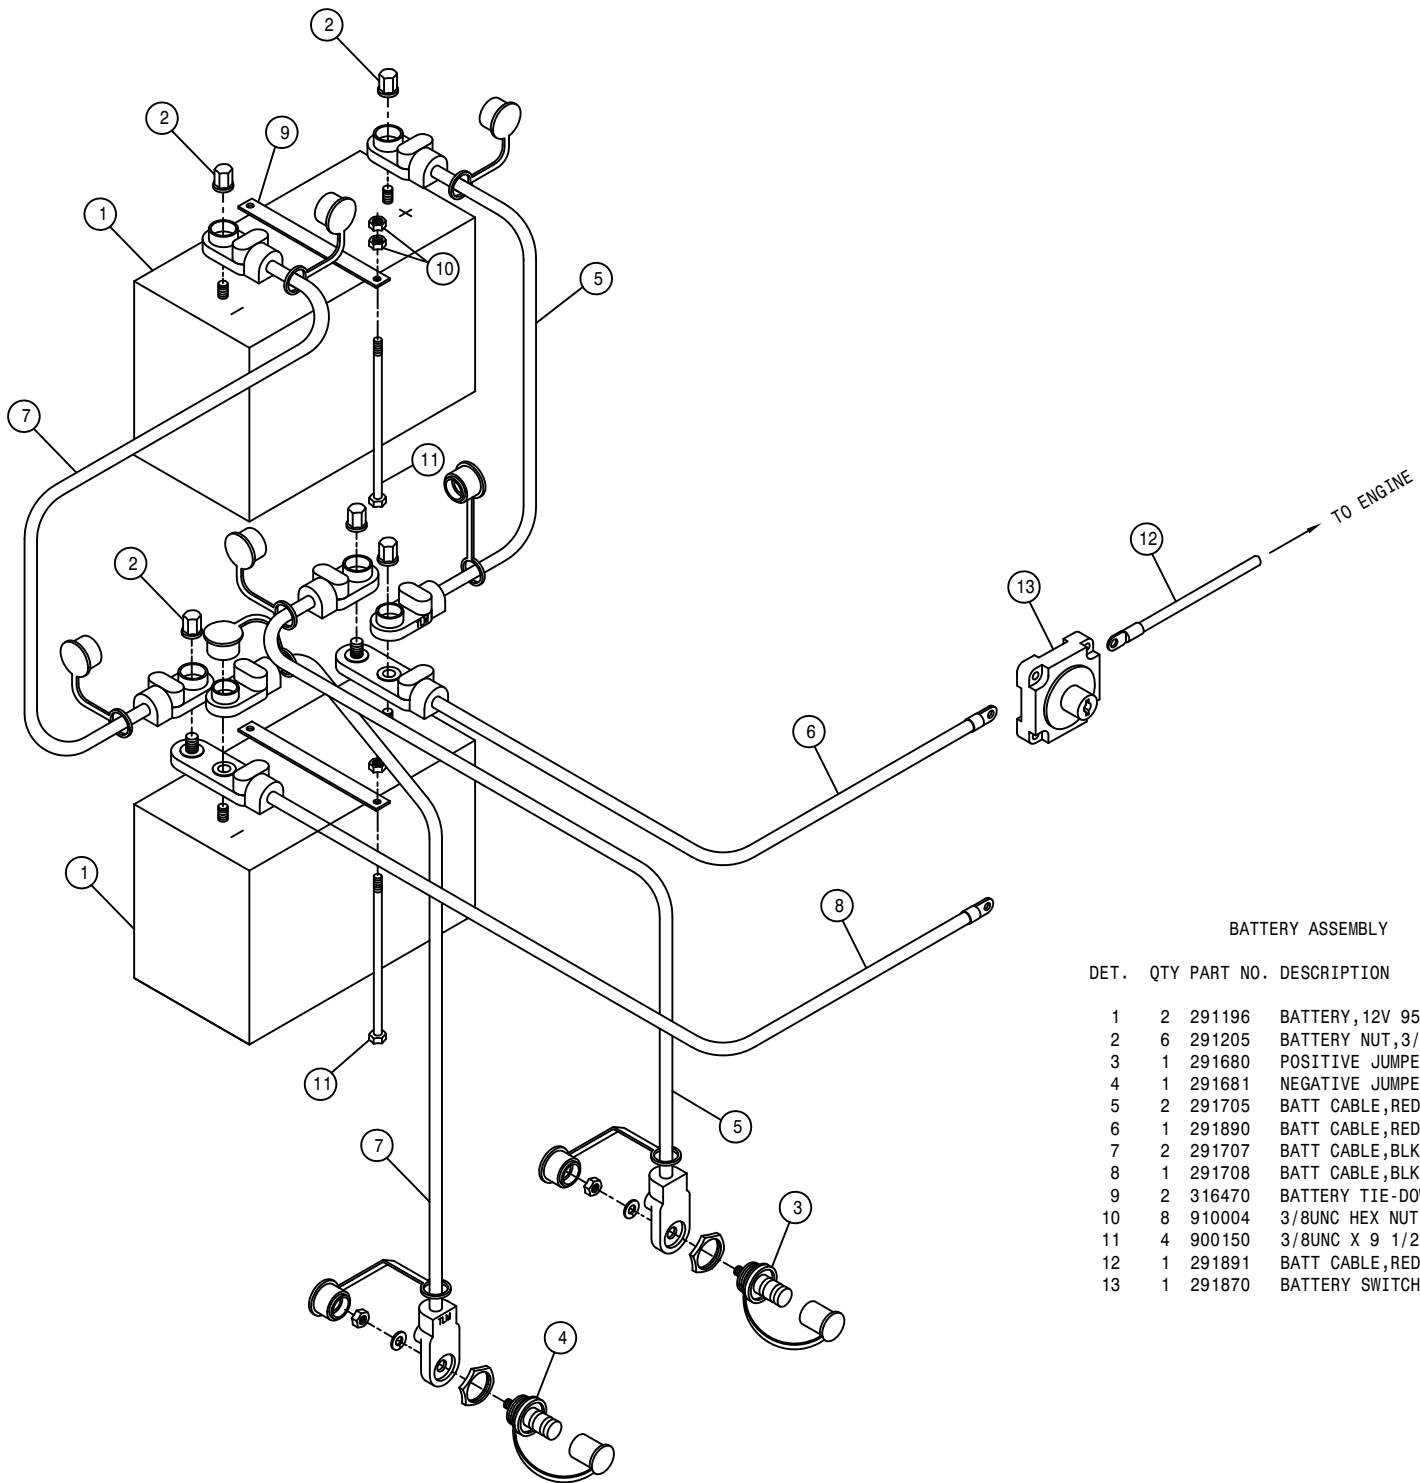 2
2
9
1
+
10
5
-
7
11
TO ENGINE
12
13
2
TLM
6
-
1
8
11
5
7
3
TLM
4
BATTERY ASSEMBLY
DET. QTY PART NO. DESCRIPTION
1 2 291196 BATTERY,12V 95
2 6 291205 BATTERY NUT,3/
3 1 291680 POSITIVE JUMPE
4 1 291681 NEGATIVE JUMPE
5 2 291705 BATT CABLE,RED
6 1 291890 BATT CABLE,RED
7 2 291707 BATT CABLE,BLK
8 1 291708 BATT CABLE,BLK
9 2 316470 BATTERY TIE-DO
10 8 910004 3/8UNC HEX NUT
11 4 900150 3/8UNC X 9 1/2
12 1 291891 BATT CABLE,RED
13 1 291870 BATTERY SWITCH